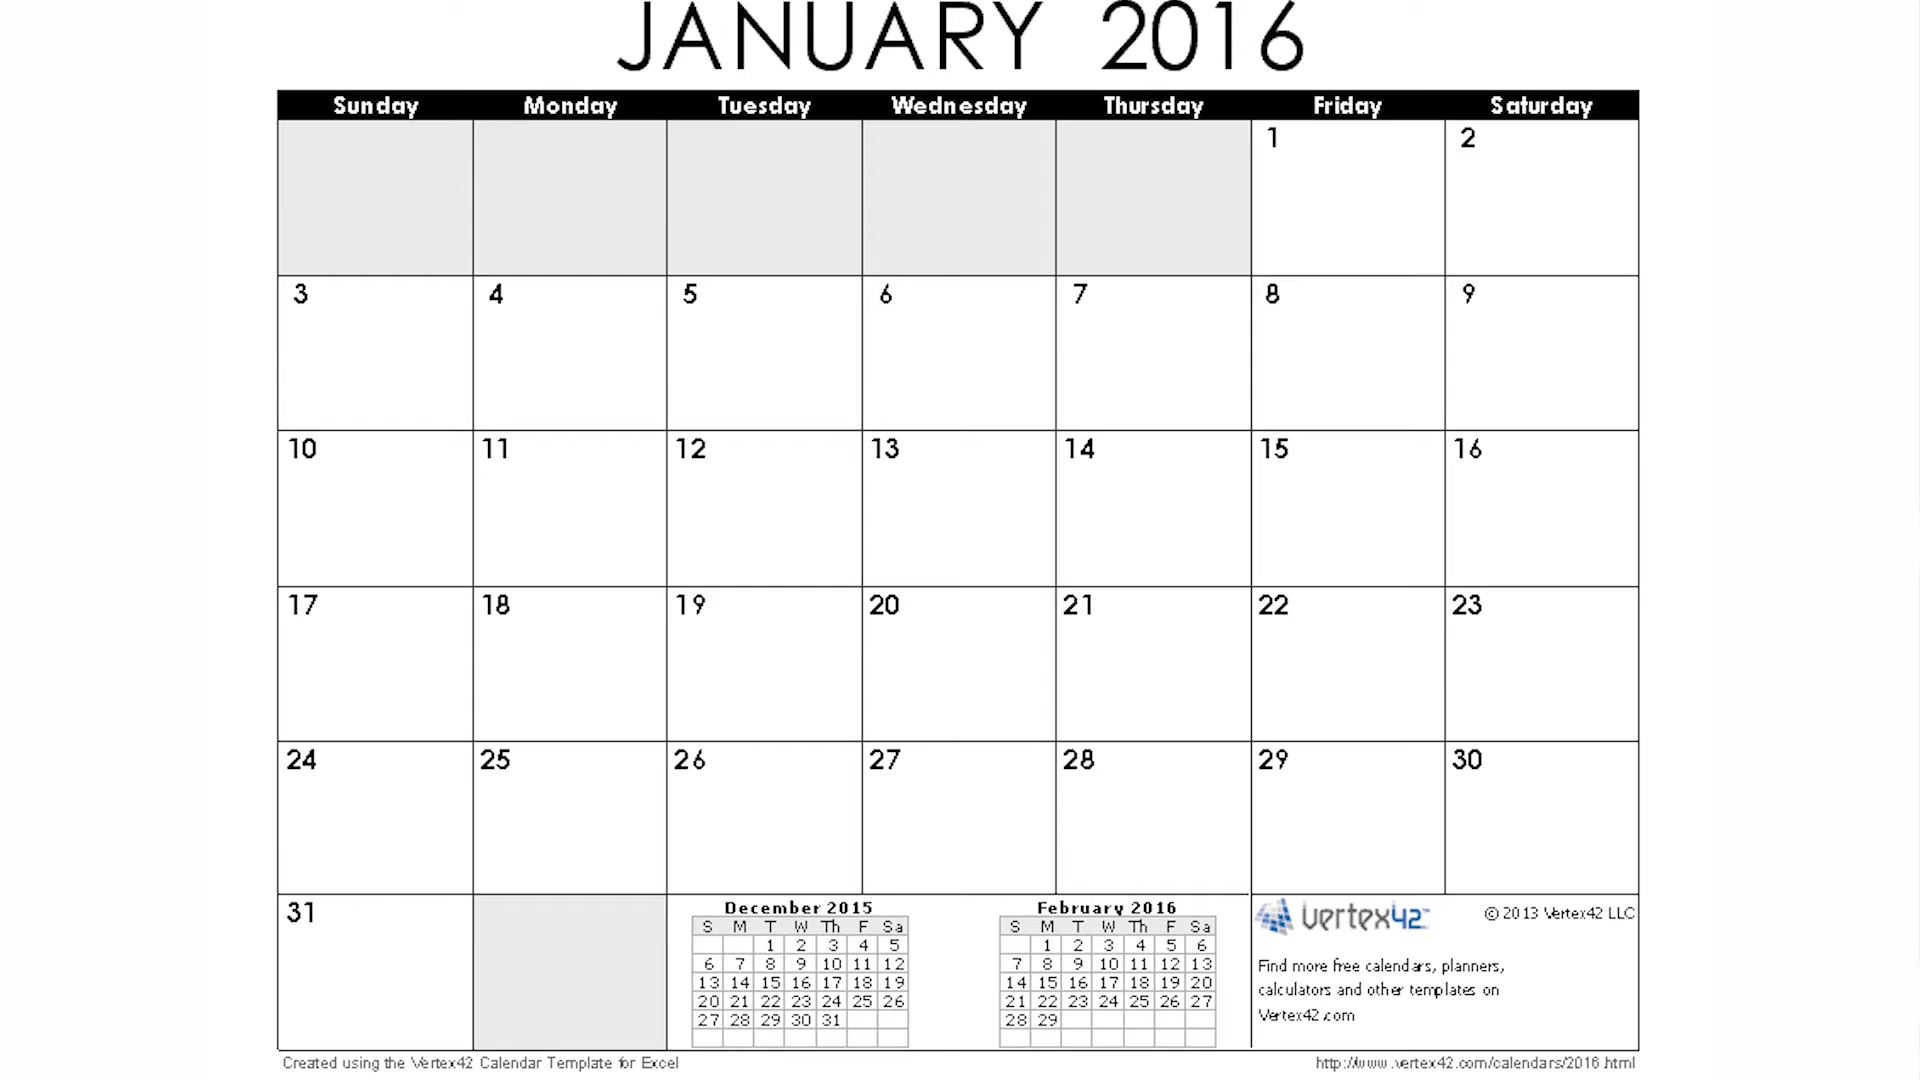 JANUARY 2016
Sunday Monday Tuesday Wednesday Thursday Friday Saturday
1 2
3 4 5 6 7 8 9
10 11 12 13 14 15 16
17 18 19 20 21 22 23
24 25 26 27 28 29 30
31
December 2015
S M T W Th F Sa
1 2 3 4 5
6 7 8 9 10 11 12
13 14 15 16 17 18 19
20 21 22 23 24 25 26
27 28 29 30 31
February 2016
S M T W Th F Sa
1 2 3 4 5 6
7 8 9 10 11 12 13
14 15 16 17 18 19 20
21 22 23 24 25 26 27
28 29
vertex42 © 2013 Vertex42 LLC
Find more free calendars, planners,
calculators and other templates on
Vertex42.com
Created using the Vertex42 Calendar Template for Excel
http://www.vertex42.com/calendars/2016.html